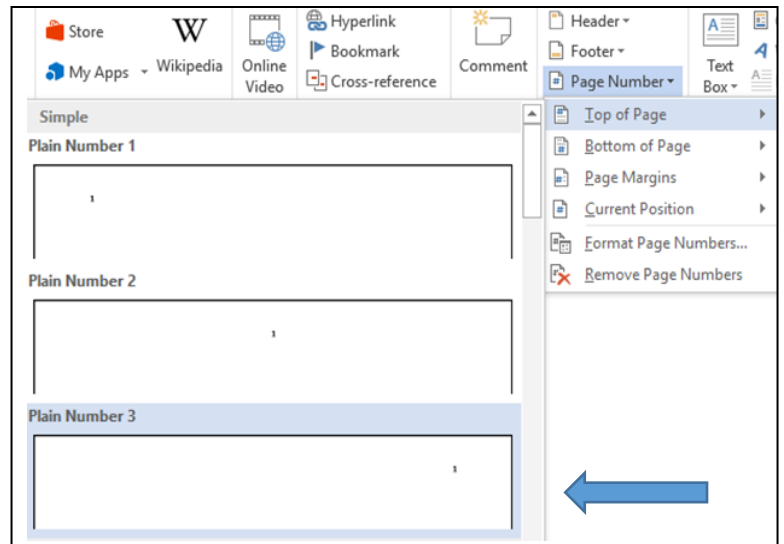 Store
My Apps
W
Wikipedia
Online
Video
Hyperlink
Bookmark
Cross-reference
Comment
Header
Footer
Page Number
A
Text
Box
A
A
Simple
Plain Number 1
1
Plain Number 2
1
Plain Number 3
1
Top of Page
Bottom of Page
Page Margins
Current Position
Format Page Numbers...
Remove Page Numbers